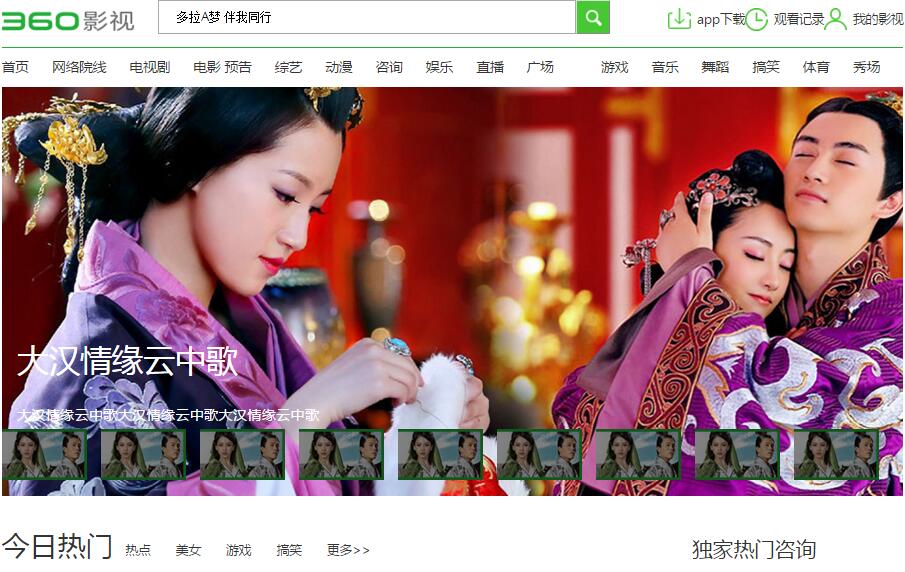 360影视
多拉A梦 伴我同行
app下载 观看记录 我的影视
首页 网络院线 电视剧 电影 预告 综艺 动漫 咨询 娱乐 直播 广场 游戏 音乐 舞蹈 搞笑 体育 秀场
大汉情缘云中歌
大汉情缘云中歌大汉情缘云中歌大汉情缘云中歌
今日热门 热点 美女 游戏 搞笑 更多>>
独家热门咨询